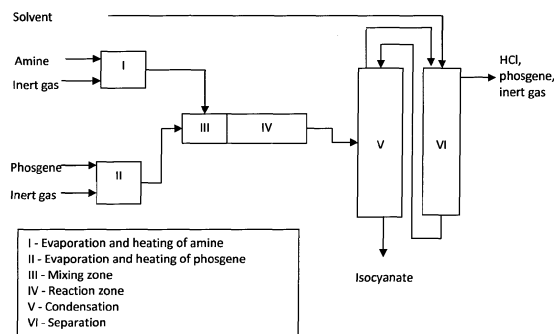 Solvent
Amine
Inert gas
I
HCl,
phosgene,
inert gas
III
IV
V
VI
Phosgene
Inert gas
II
I - Evaporation and heating of amine
II - Evaporation and heating of phosgene
III - Mixing zone
IV - Reaction zone
V - Condensation
VI - Separation
Isocyanate